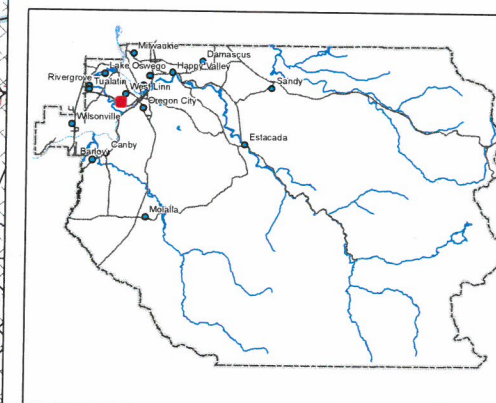 Milwaukie
Damascus
Lake Oswego
Happy Valley
Rivergrove
Tualatin
West Linn
Sandy
Oregon City
Wilsonville
Estacada
Canby
Barlow
Molalla